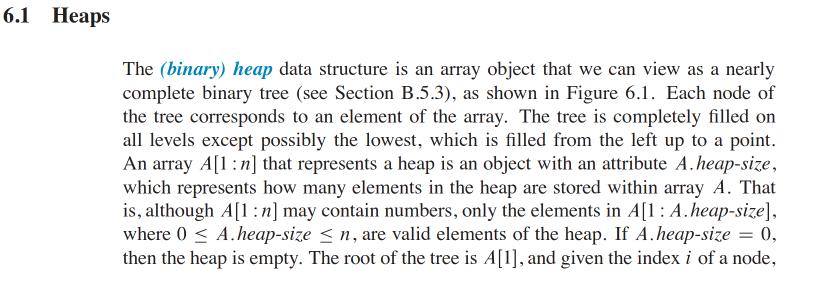 6.1 Heaps
The (binary) heap data structure is an array object that we can view as a nearly
complete binary tree (see Section B.5.3), as shown in Figure 6.1. Each node of
the tree corresponds to an element of the array. The tree is completely filled on
all levels except possibly the lowest, which is filled from the left up to a point.
An array A[1:n] that represents a heap is an object with an attribute A.heap-size,
which represents how many elements in the heap are stored within array A. That
is, although A[1:n] may contain numbers, only the elements in A[1:A.heap-size],
where 0 ≤ A.heap-size ≤ n, are valid elements of the heap. If A.heap-size = 0,
then the heap is empty. The root of the tree is A[1], and given the index i of a node,